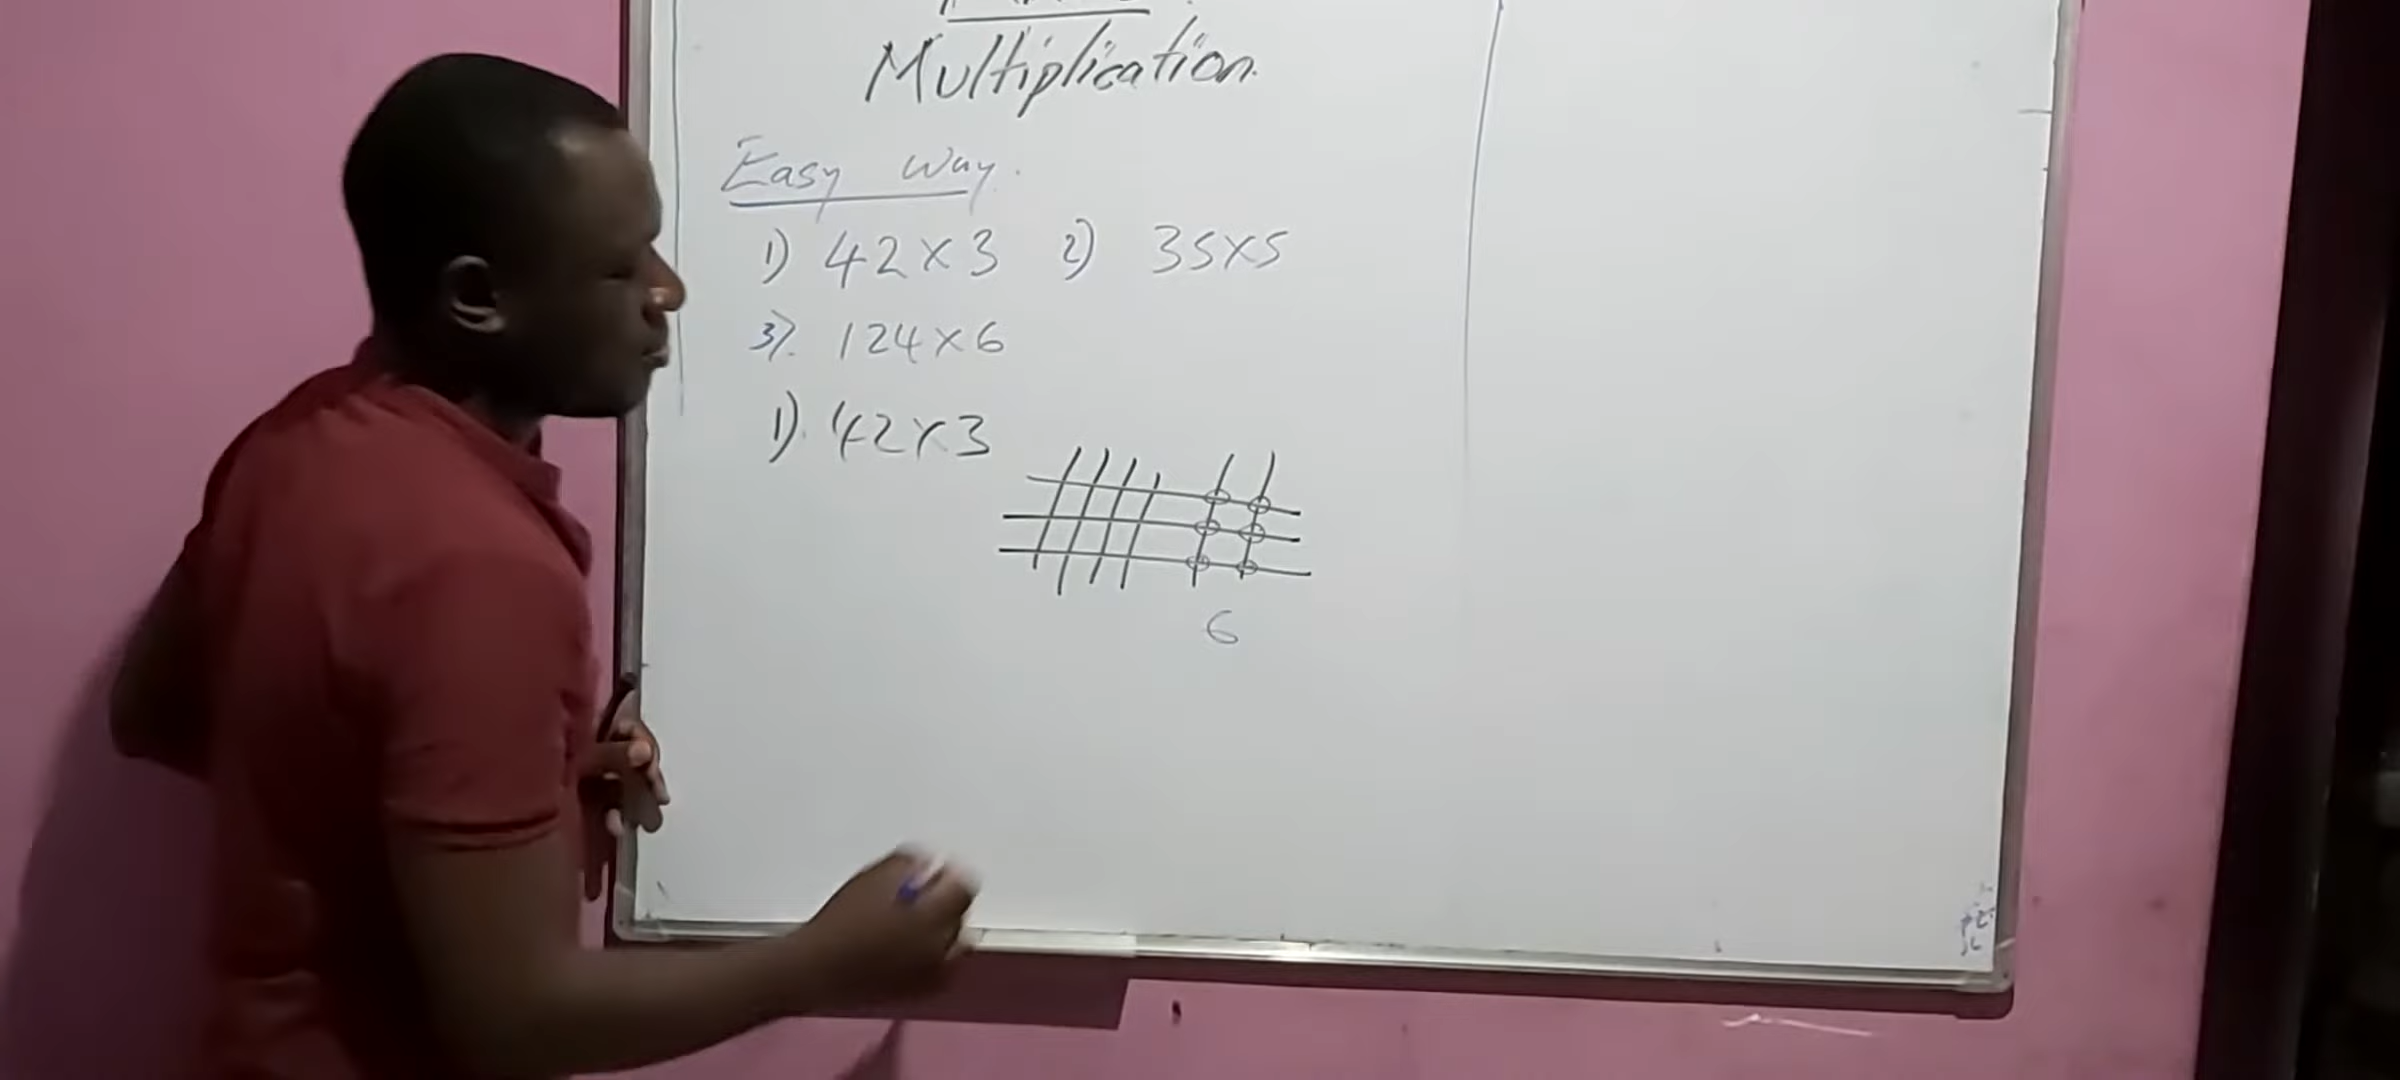 Multiplication.
Easy Way.
1) 42×3 2) 35×5
3). 124×6
1). 42×3
6